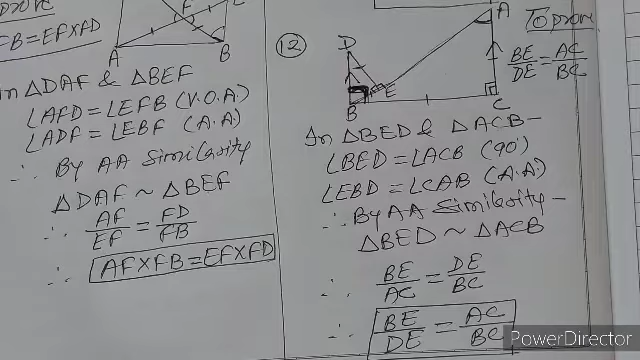 prove
FB=EF×FD
F
A
B
In ΔDAF & ΔBEF
∠AFD = ∠EFB (V.O.A.)
∠ADF = ∠EBF (A.A.)
∴ By AA Similarity
ΔDAF ~ ΔBEF
∴ AF/EF = FD/FB
∴ AF×FB=EF×FD
(12)
To prove
BE/DE = AC/BC
D
A
E
B
C
In ΔBED & ΔACB-
∠BED = ∠ACB (90°)
∠EBD = ∠CAB (A.A.)
∴ By AA Similarity-
ΔBED ~ ΔACB
∴ BE/AC = DE/BC
∴ BE/DE = AC/BC
PowerDirector